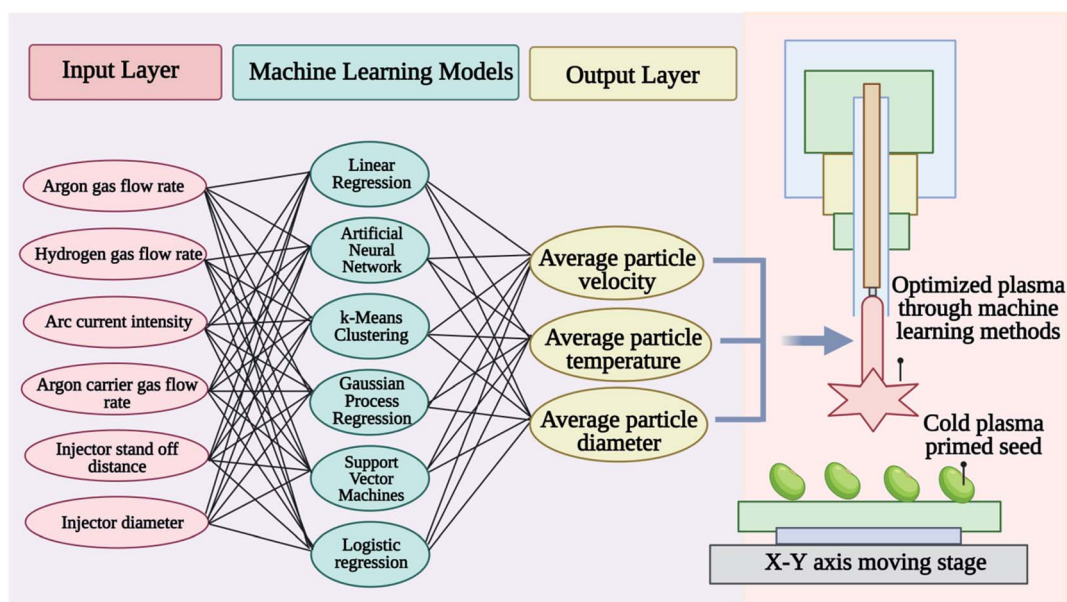 Input Layer
Machine Learning Models
Output Layer
Argon gas flow rate
Hydrogen gas flow rate
Arc current intensity
Argon carrier gas flow
rate
Injector stand off
distance
Injector diameter
Linear
Regression
Artificial
Neural
Network
k-Means
Clustering
Gaussian
Process
Regression
Support
Vector
Machines
Logistic
regression
Average particle
velocity
Average particle
temperature
Average particle
diameter
Optimized plasma
through machine
learning methods
Cold plasma
primed seed
X-Y axis moving stage